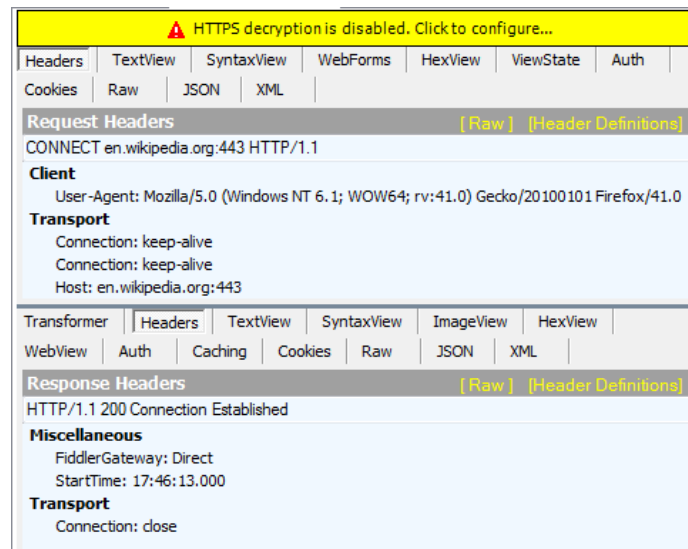 HTTPS decryption is disabled. Click to configure...
Headers TextView SyntaxView WebForms HexView ViewState Auth
Cookies Raw JSON XML
Request Headers [ Raw ] [Header Definitions]
CONNECT en.wikipedia.org:443 HTTP/1.1
Client
User-Agent: Mozilla/5.0 (Windows NT 6.1; WOW64; rv:41.0) Gecko/20100101 Firefox/41.0
Transport
Connection: keep-alive
Connection: keep-alive
Host: en.wikipedia.org:443
Transformer Headers TextView SyntaxView ImageView HexView
WebView Auth Caching Cookies Raw JSON XML
Response Headers [ Raw ] [Header Definitions]
HTTP/1.1 200 Connection Established
Miscellaneous
FiddlerGateway: Direct
StartTime: 17:46:13.000
Transport
Connection: close